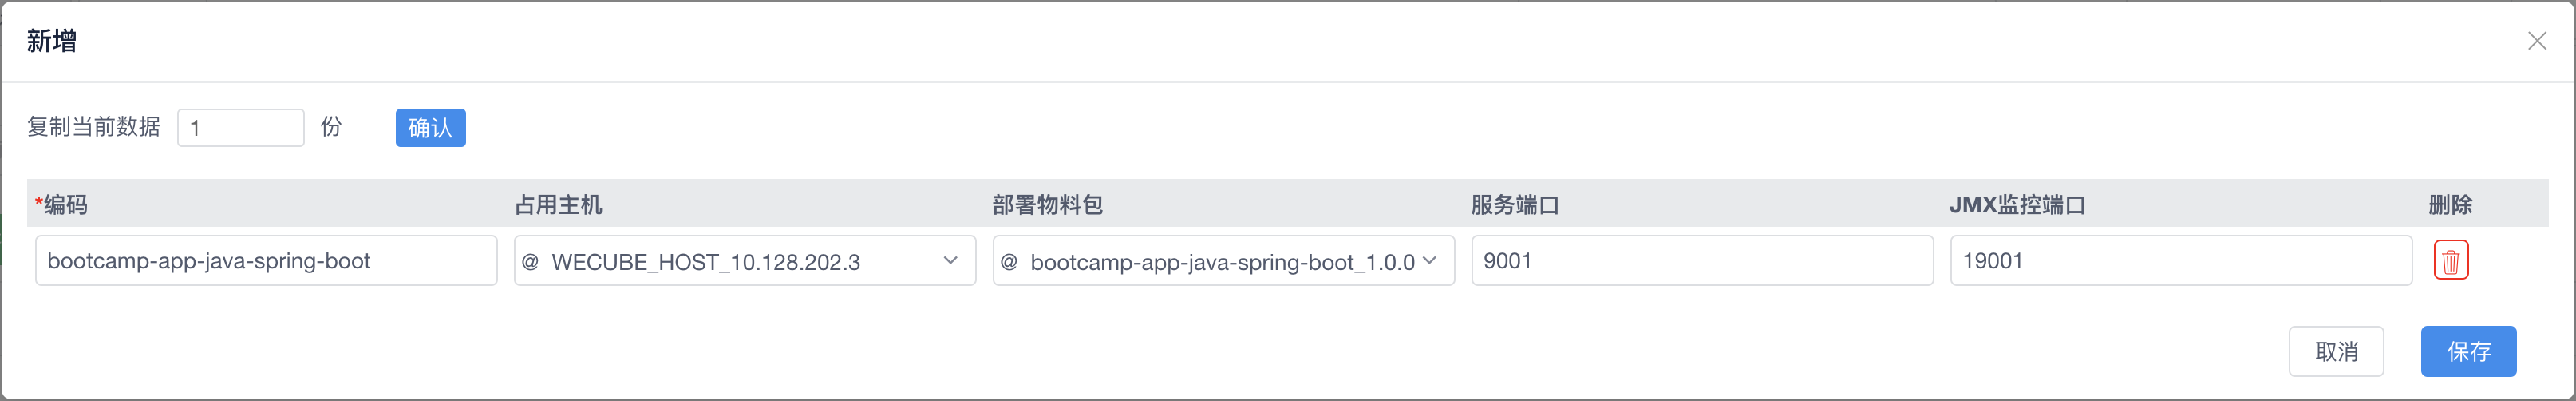 新增
复制当前数据 1 份 确认
*编码 占用主机 部署物料包 服务端口 JMX监控端口 删除
bootcamp-app-java-spring-boot @ WECUBE_HOST_10.128.202.3 @ bootcamp-app-java-spring-boot_1.0.0 9001 19001
取消 保存